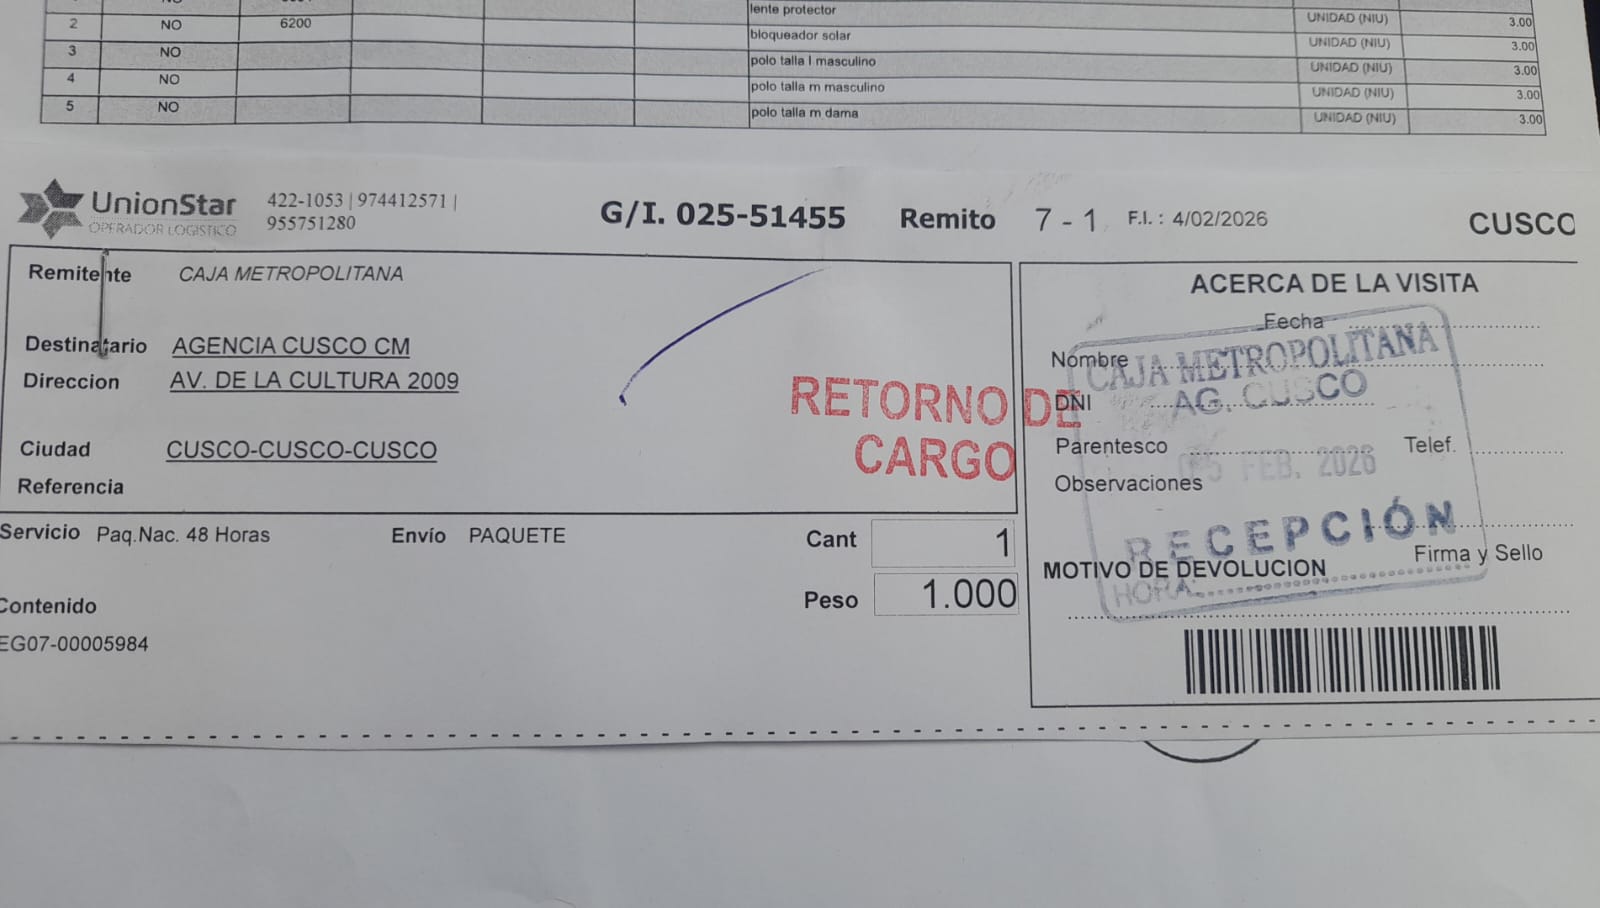 NO
lente protector UNIDAD (NIU) 3.00
2 NO 6200 bloqueador solar UNIDAD (NIU) 3.00
3 NO polo talla l masculino UNIDAD (NIU) 3.00
4 NO polo talla m masculino UNIDAD (NIU) 3.00
5 NO polo talla m dama UNIDAD (NIU) 3.00
UnionStar
OPERADOR LOGISTICO
422-1053 | 974412571 |
955751280
G/I. 025-51455 Remito 7 - 1 F.I. : 4/02/2026 CUSCO
Remitente CAJA METROPOLITANA
Destinatario AGENCIA CUSCO CM
Direccion AV. DE LA CULTURA 2009
Ciudad CUSCO-CUSCO-CUSCO
Referencia
RETORNO DE
CARGO
Servicio Paq.Nac. 48 Horas Envío PAQUETE Cant 1
Peso 1.000
Contenido
EG07-00005984
ACERCA DE LA VISITA
Fecha
Nombre
DNI
Parentesco Telef.
Observaciones
Firma y Sello
MOTIVO DE DEVOLUCION
CAJA METROPOLITANA
AG. CUSCO
05 FEB. 2026
RECEPCIÓN
HORA: